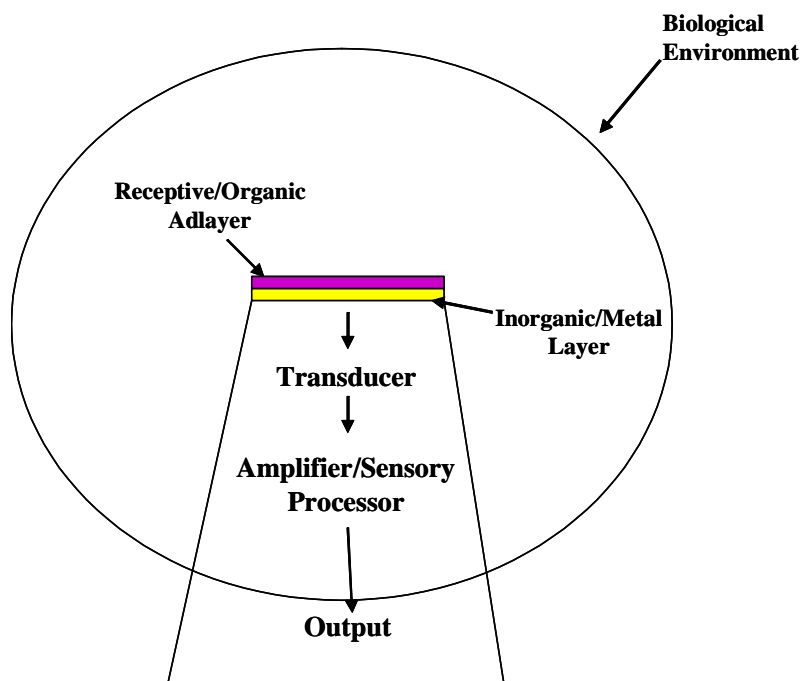 Biological
Environment
Receptive/Organic
Adlayer
Inorganic/Metal
Layer
Transducer
Amplifier/Sensory
Processor
Output